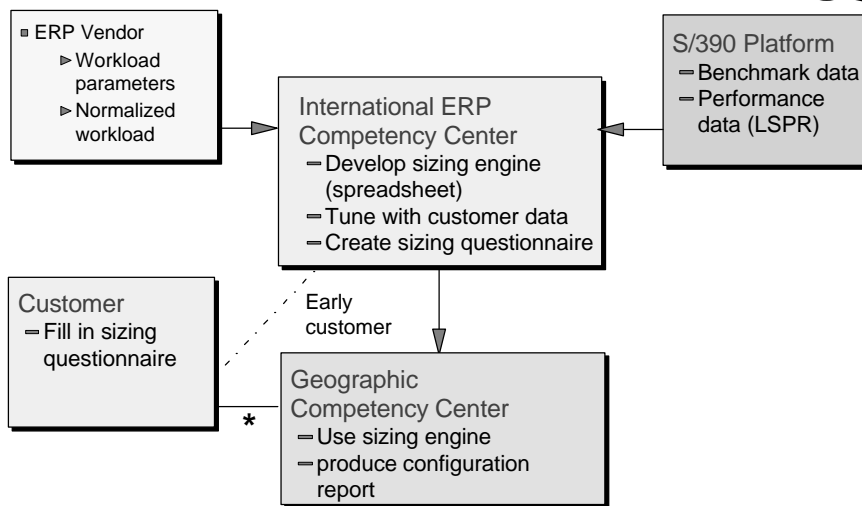 ERP Vendor
Workload
parameters
Normalized
workload
S/390 Platform
Benchmark data
Performance
data (LSPR)
International ERP
Competency Center
Develop sizing engine
(spreadsheet)
Tune with customer data
Create sizing questionnaire
Customer
Fill in sizing
questionnaire
Early
customer
*
Geographic
Competency Center
Use sizing engine
produce configuration
report